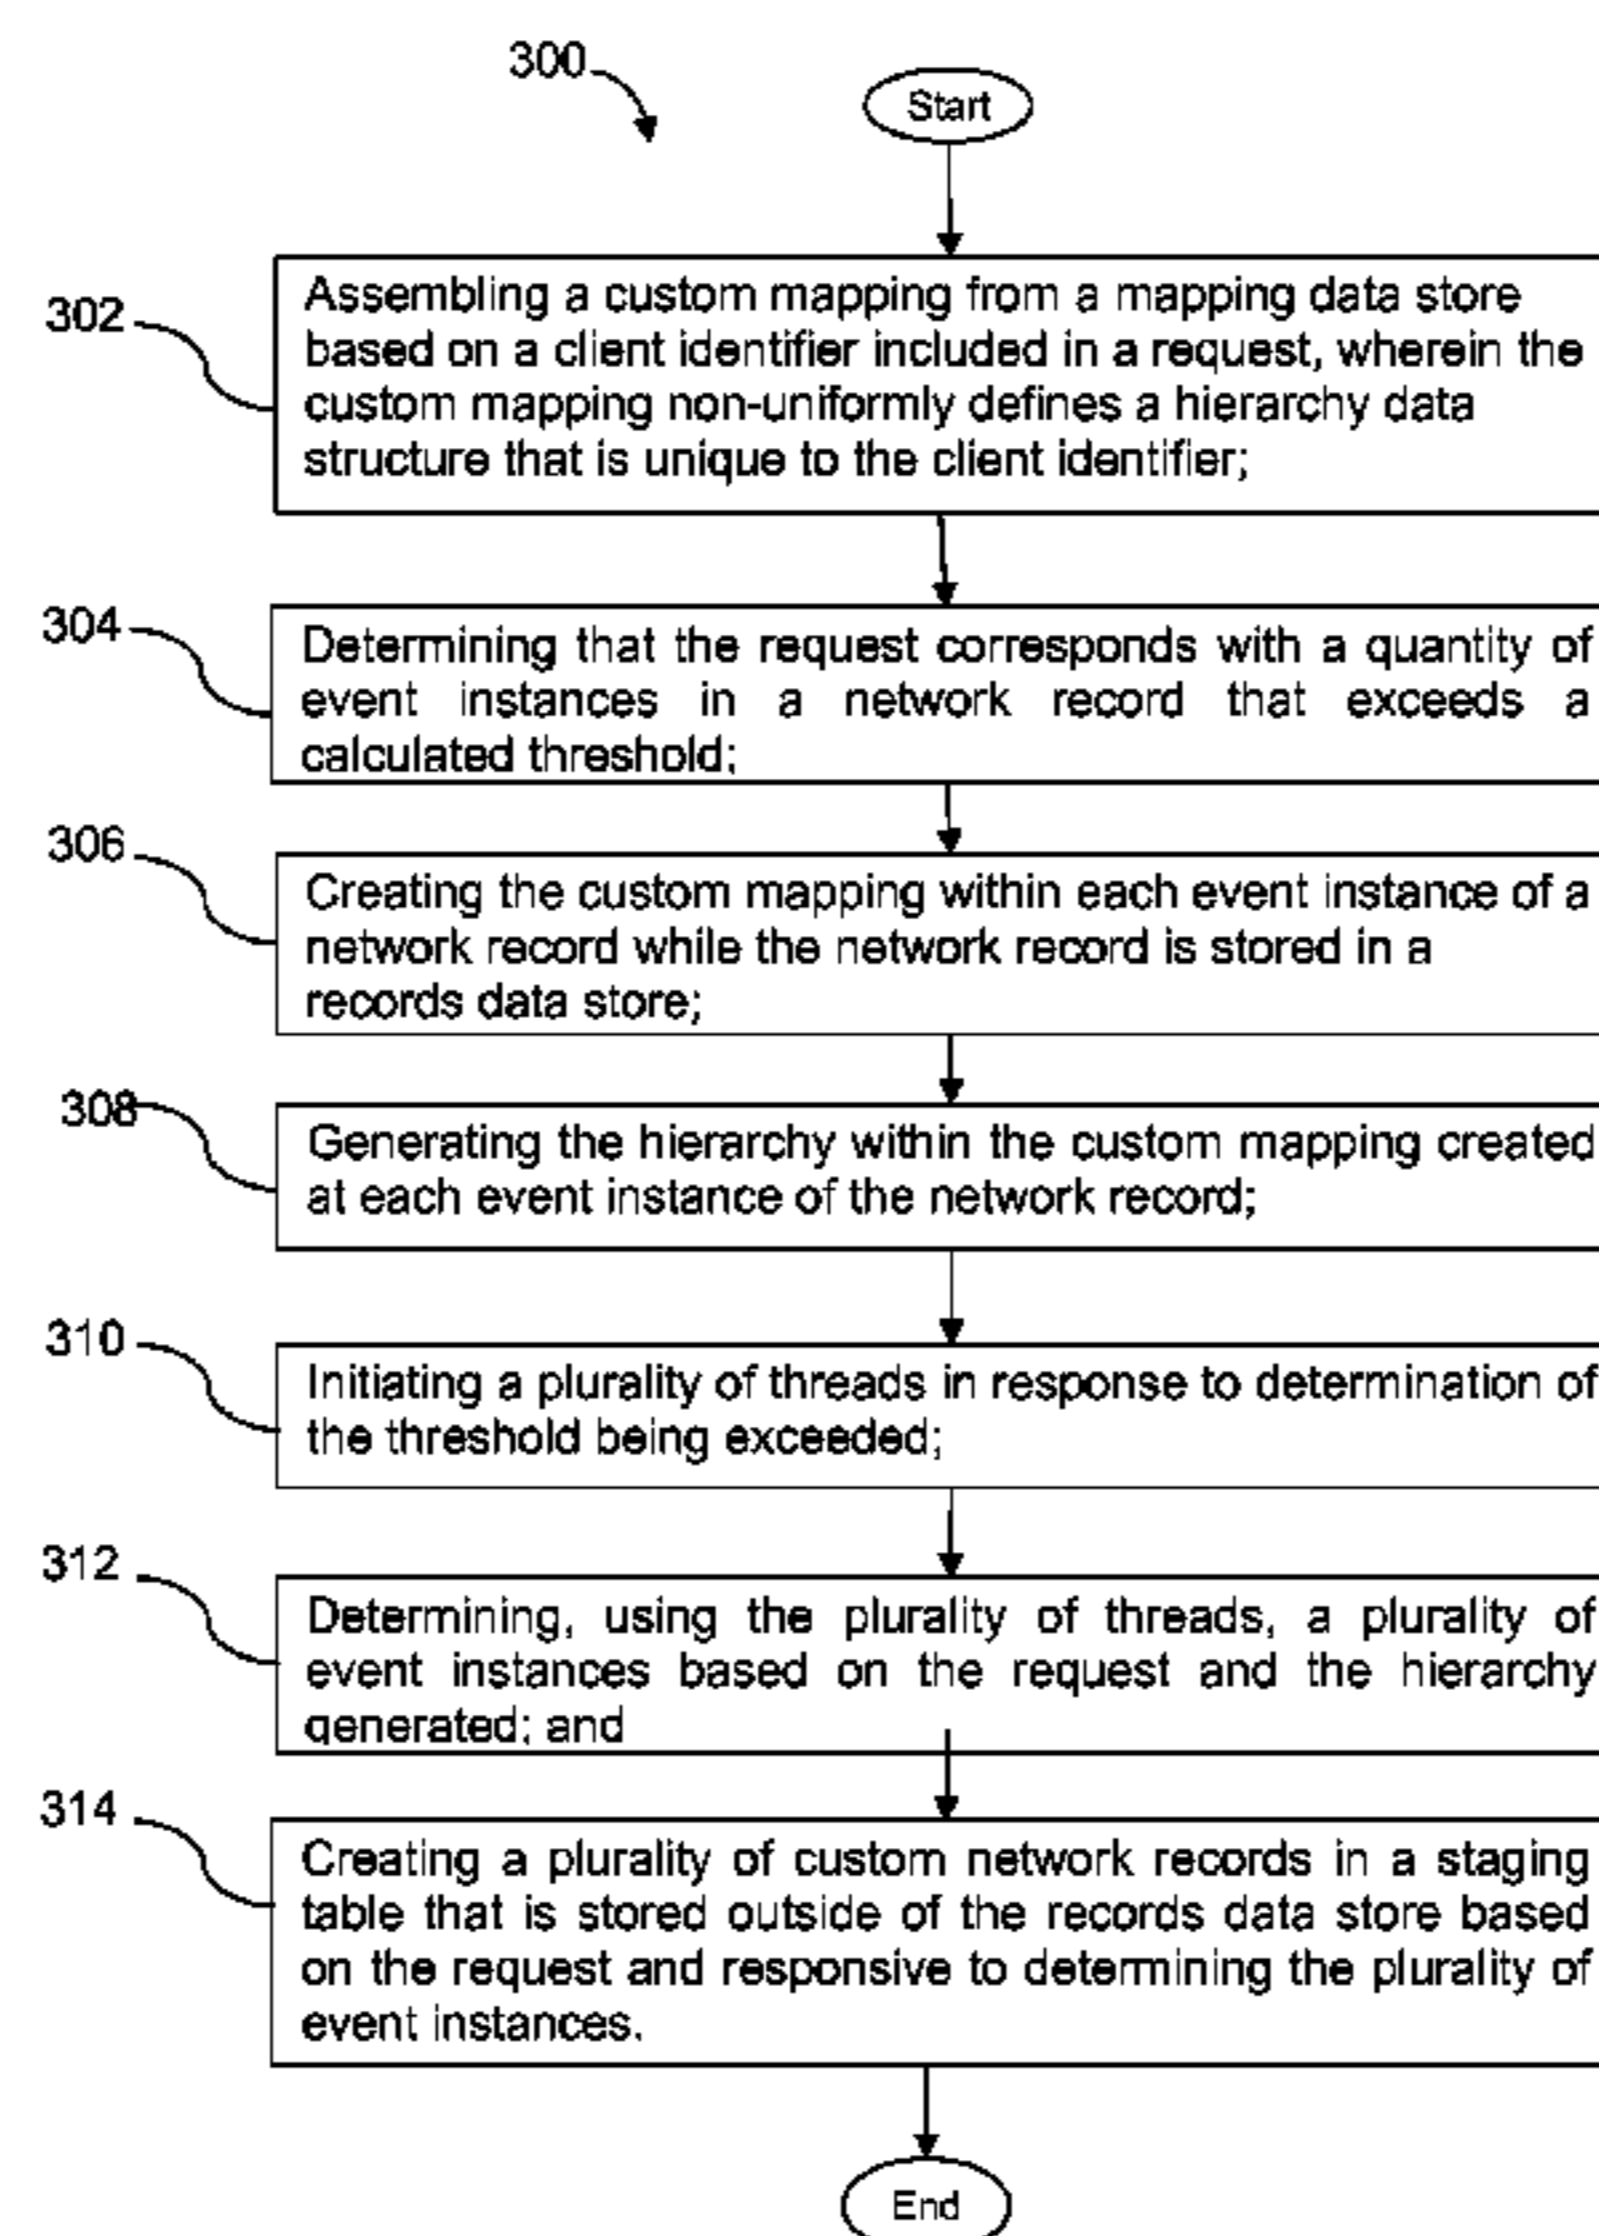 300
Start
302
Assembling a custom mapping from a mapping data store
based on a client identifier included in a request, wherein the
custom mapping non-uniformly defines a hierarchy data
structure that is unique to the client identifier;
304
Determining that the request corresponds with a quantity of
event instances in a network record that exceeds a
calculated threshold;
306
Creating the custom mapping within each event instance of a
network record while the network record is stored in a
records data store;
308
Generating the hierarchy within the custom mapping created
at each event instance of the network record;
310
Initiating a plurality of threads in response to determination of
the threshold being exceeded;
312
Determining, using the plurality of threads, a plurality of
event instances based on the request and the hierarchy
generated; and
314
Creating a plurality of custom network records in a staging
table that is stored outside of the records data store based
on the request and responsive to determining the plurality of
event instances.
End